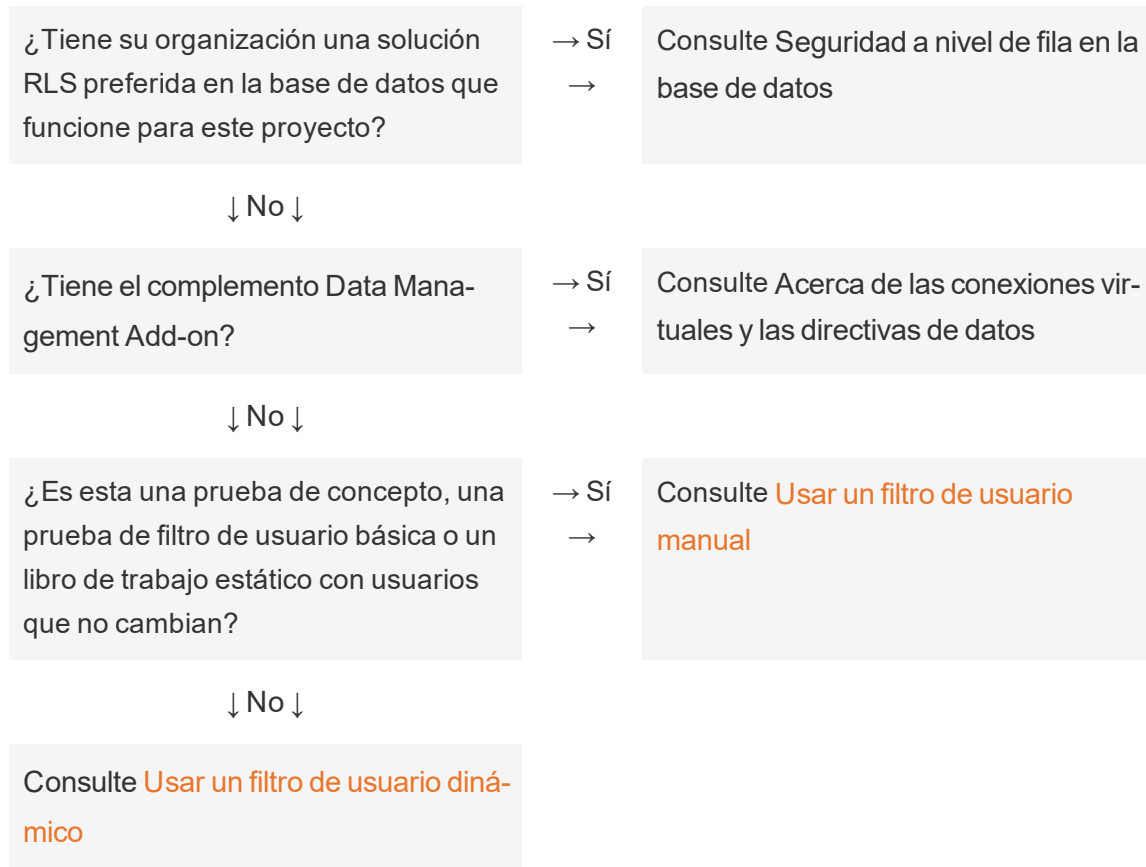 ¿Tiene su organización una solución
RLS preferida en la base de datos que
funcione para este proyecto?
→ Sí
→
Consulte Seguridad a nivel de fila en la
base de datos
↓ No ↓
¿Tiene el complemento Data Mana-
gement Add-on?
→ Sí
→
Consulte Acerca de las conexiones vir-
tuales y las directivas de datos
↓ No ↓
¿Es esta una prueba de concepto, una
prueba de filtro de usuario básica o un
libro de trabajo estático con usuarios
que no cambian?
→ Sí
→
Consulte Usar un filtro de usuario
manual
↓ No ↓
Consulte Usar un filtro de usuario diná-
mico